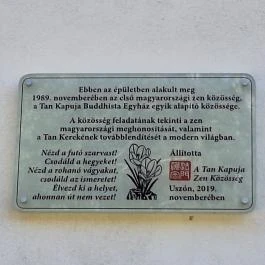 Ebben az épületben alakult meg
1989. novemberében az első magyarországi zen közösség,
a Tan Kapuja Buddhista Egyház egyik alapító közössége.
A közösség feladatának tekinti a zen
magyarországi meghonosítását, valamint
a Tan Kerekének továbblendítését a modern világban.
Nézd a futó szarvast!
Csodáld a hegyeket!
Nézd a rohanó vágyakat,
csodáld az ismeretet!
Élvezd ki a helyet,
ahonnan út nem vezet!
Állította
A Tan Kapuja
Zen Közösség
Uszón, 2019.
novemberében